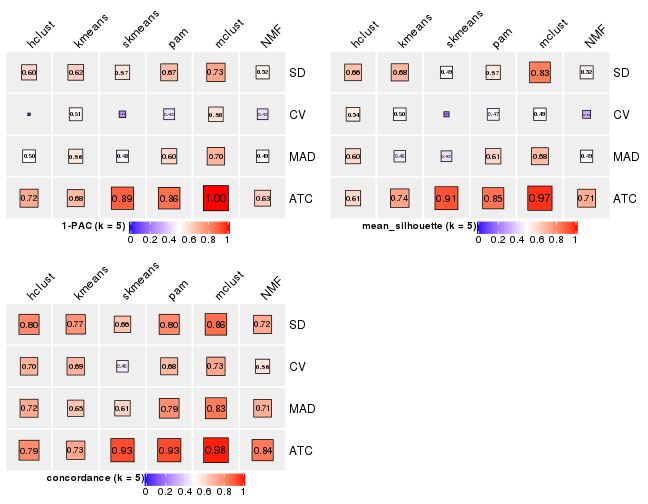 hclust kmeans skmeans pam mclust NMF
0.60 0.62 0.57 0.67 0.73 0.52 SD
0.51 0.58 CV
0.50 0.56 0.48 0.60 0.70 0.49 MAD
0.72 0.68 0.89 0.86 1.00 0.63 ATC
1-PAC (k = 5)
0 0.2 0.4 0.6 0.8 1
hclust kmeans skmeans pam mclust NMF
0.66 0.68 0.49 0.57 0.83 0.52 SD
0.54 0.50 0.47 0.49 CV
0.60 0.61 0.68 0.49 MAD
0.61 0.74 0.91 0.85 0.97 0.71 ATC
mean_silhouette (k = 5)
0 0.2 0.4 0.6 0.8 1
hclust kmeans skmeans pam mclust NMF
0.80 0.77 0.66 0.80 0.86 0.72 SD
0.70 0.69 0.68 0.73 0.56 CV
0.72 0.65 0.61 0.79 0.83 0.71 MAD
0.79 0.73 0.93 0.93 0.98 0.84 ATC
concordance (k = 5)
0 0.2 0.4 0.6 0.8 1